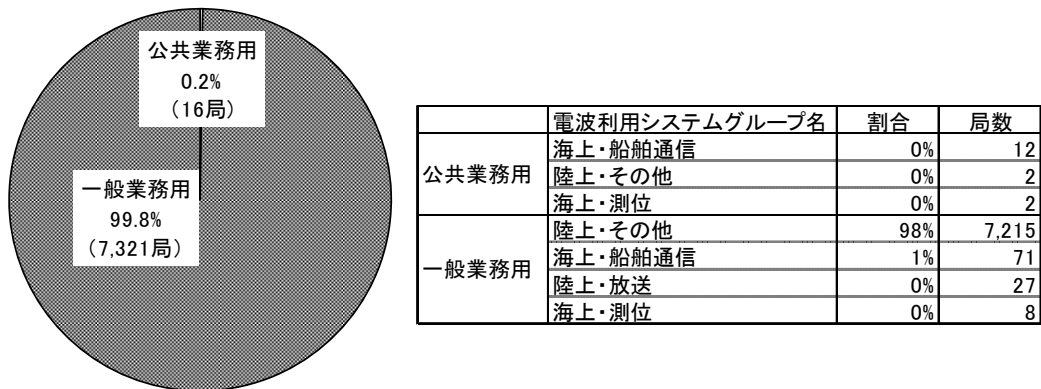 公共業務用
0.2%
（16局）
一般業務用
99.8%
（7,321局）
電波利用システムグループ名 割合 局数
公共業務用
海上・船舶通信 0% 12
陸上・その他 0% 2
海上・測位 0% 2
一般業務用
陸上・その他 98% 7,215
海上・船舶通信 1% 71
陸上・放送 0% 27
海上・測位 0% 8